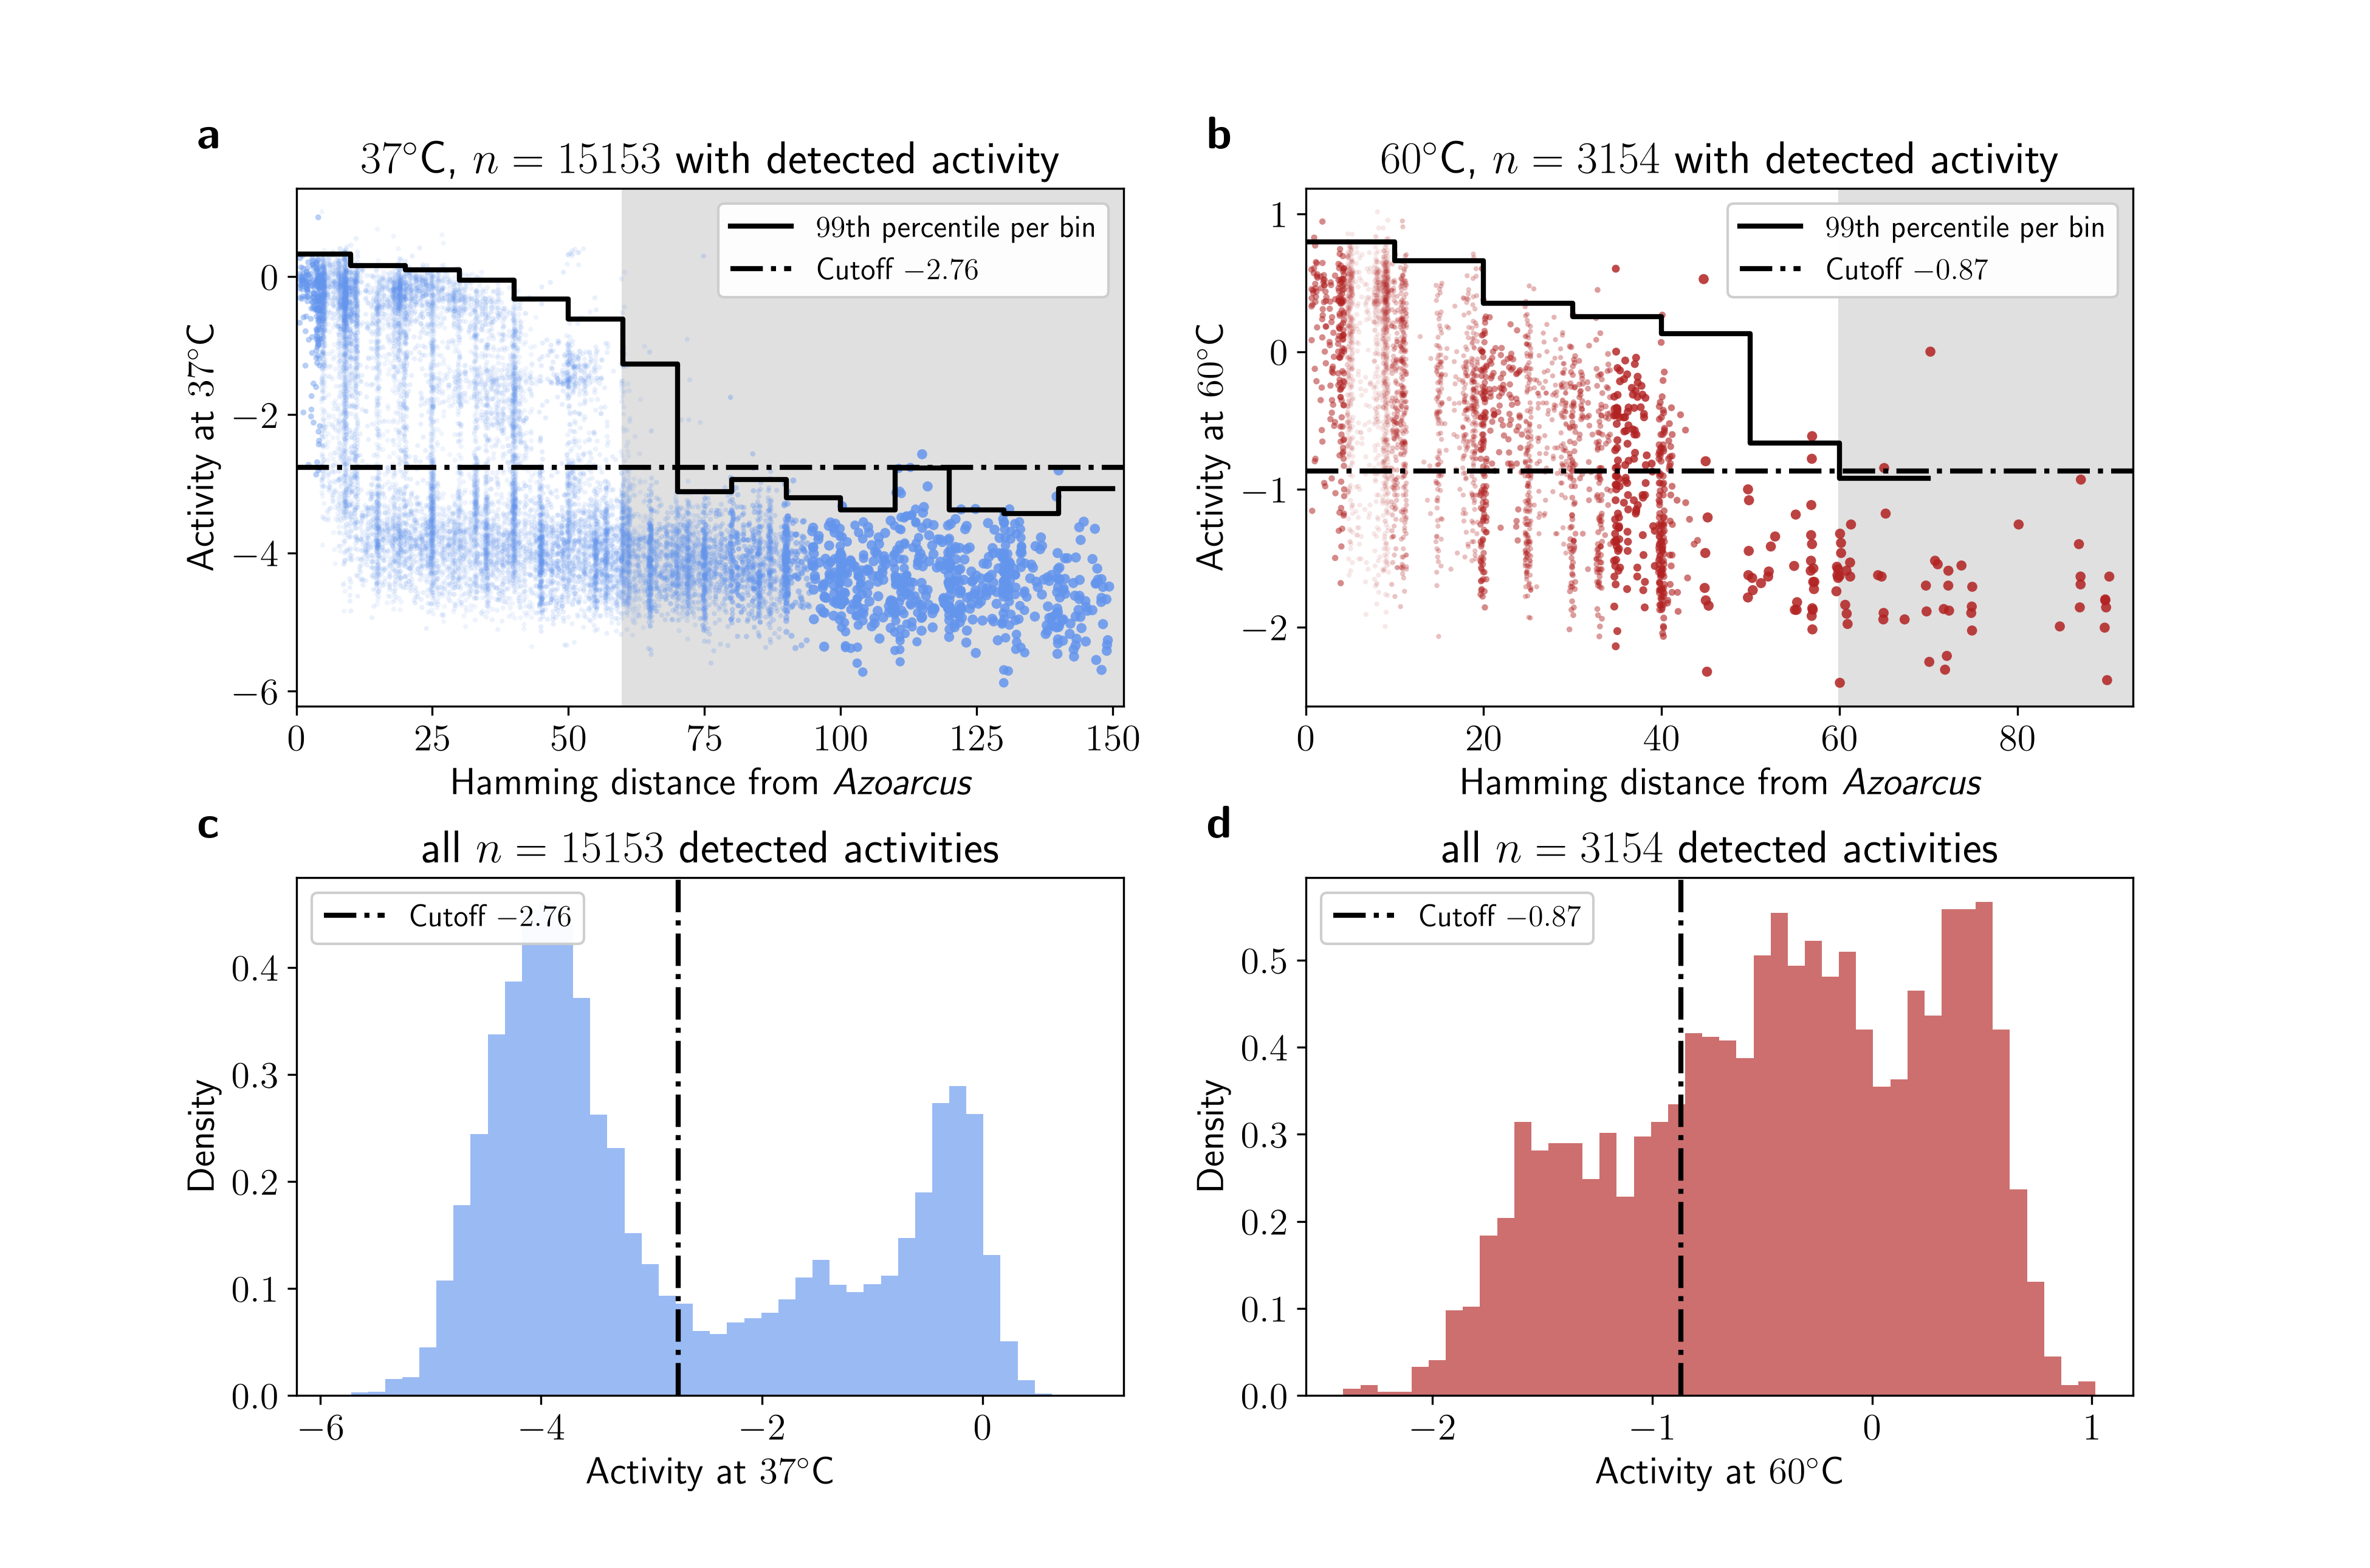 a
37°C, n = 15153 with detected activity
99th percentile per bin
Cutoff −2.76
Activity at 37°C
0
−2
−4
−6
0 25 50 75 100 125 150
Hamming distance from Azoarcus
b
60°C, n = 3154 with detected activity
99th percentile per bin
Cutoff −0.87
Activity at 60°C
1
0
−1
−2
0 20 40 60 80
Hamming distance from Azoarcus
c
all n = 15153 detected activities
Cutoff −2.76
Density
0.4
0.3
0.2
0.1
0.0
−6 −4 −2 0
Activity at 37°C
d
all n = 3154 detected activities
Cutoff −0.87
Density
0.5
0.4
0.3
0.2
0.1
0.0
−2 −1 0 1
Activity at 60°C